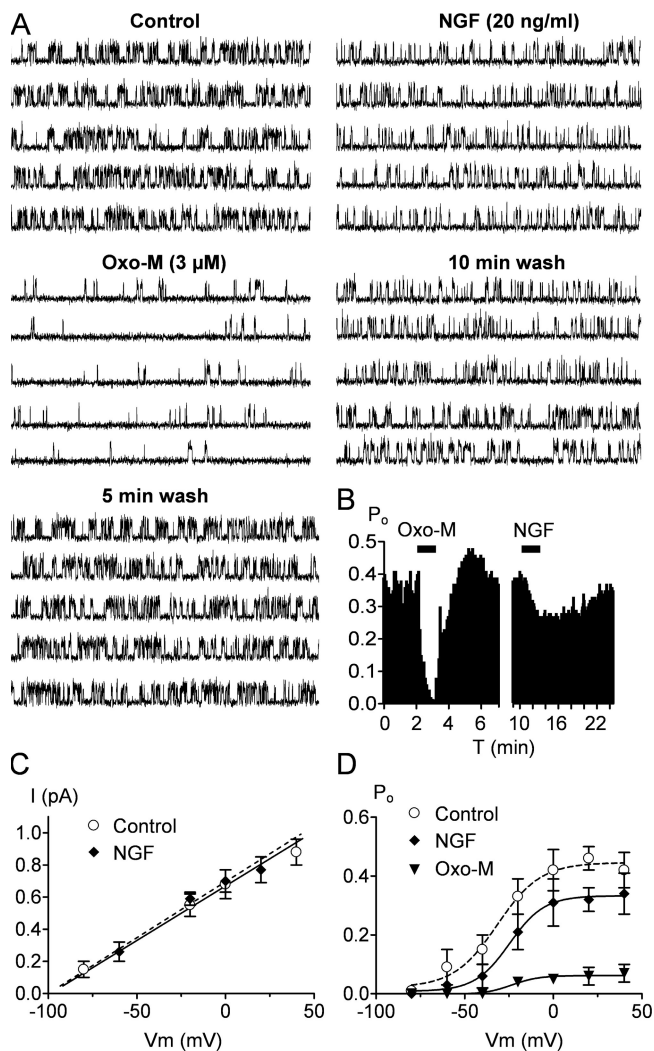 A
Control
NGF (20 ng/ml)
Oxo-M (3 µM)
10 min wash
5 min wash
B
Po
Oxo-M
NGF
0.5
0.4
0.3
0.2
0.1
0.0
0 2 4 6 10 16 22
T (min)
C
I (pA)
Control
NGF
1.0
0.8
0.6
0.4
0.2
0.0
-100 -50 0 50
Vm (mV)
D
Po
Control
NGF
Oxo-M
0.6
0.4
0.2
0.0
-100 -50 0 50
Vm (mV)